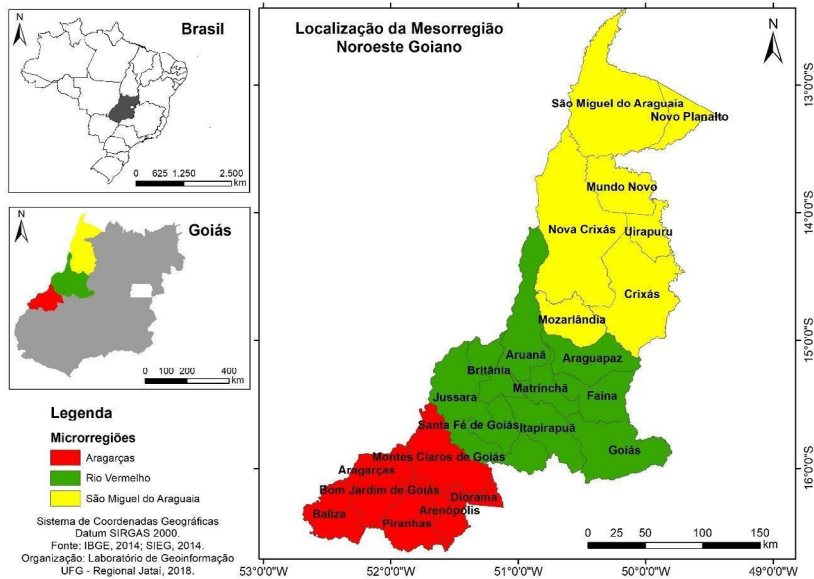 N
Brasil
0 625 1.250 2.500
km
N
Goiás
0 100 200 400
km
Legenda
Microrregiões
Aragarças
Rio Vermelho
São Miguel do Araguaia
Sistema de Coordenadas Geográficas
Datum SIRGAS 2000.
Fonte: IBGE, 2014; SIEG, 2014.
Organização: Laboratório de Geoinformação
UFG - Regional Jataí, 2018.
Localização da Mesorregião
Noroeste Goiano
N
São Miguel do Araguaia
Novo Planalto
Mundo Novo
Nova Crixás
Uirapuru
Crixás
Mozarlândia
Aruanã
Araguapaz
Britânia
Matrinchã
Faina
Jussara
Santa Fé de Goiás
Itapirapuã
Goiás
Montes Claros de Goiás
Aragarças
Bom Jardim de Goiás
Diorama
Arenópolis
Baliza
Piranhas
0 25 50 100 150
km
13°0'0"S
14°0'0"S
15°0'0"S
16°0'0"S
53°0'0"W 52°0'0"W 51°0'0"W 50°0'0"W 49°0'0"W